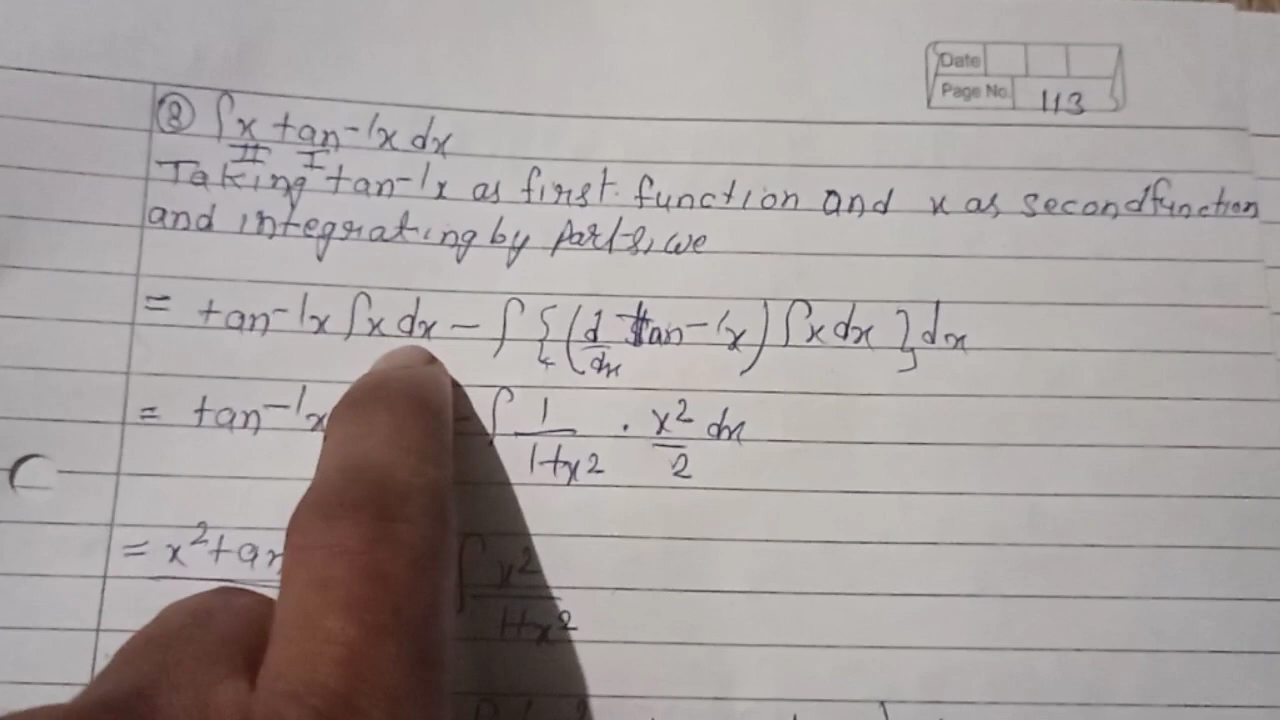 Date
Page No. 113
② ∫x tan-1x dx
II I
Taking tan-1x as first function and x as second function
and integrating by parts, we
= tan-1x ∫x dx - ∫ { (d/dx tan-1x) ∫x dx } dx
= tan-1x - ∫ 1/1+x2 . x2/2 dx
= x2 tan ∫ x2/1+x2